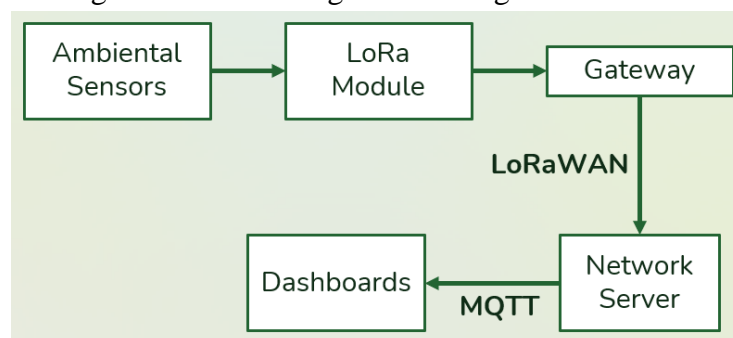 Ambiental
Sensors
LoRa
Module
Gateway
LoRaWAN
Network
Server
MQTT
Dashboards